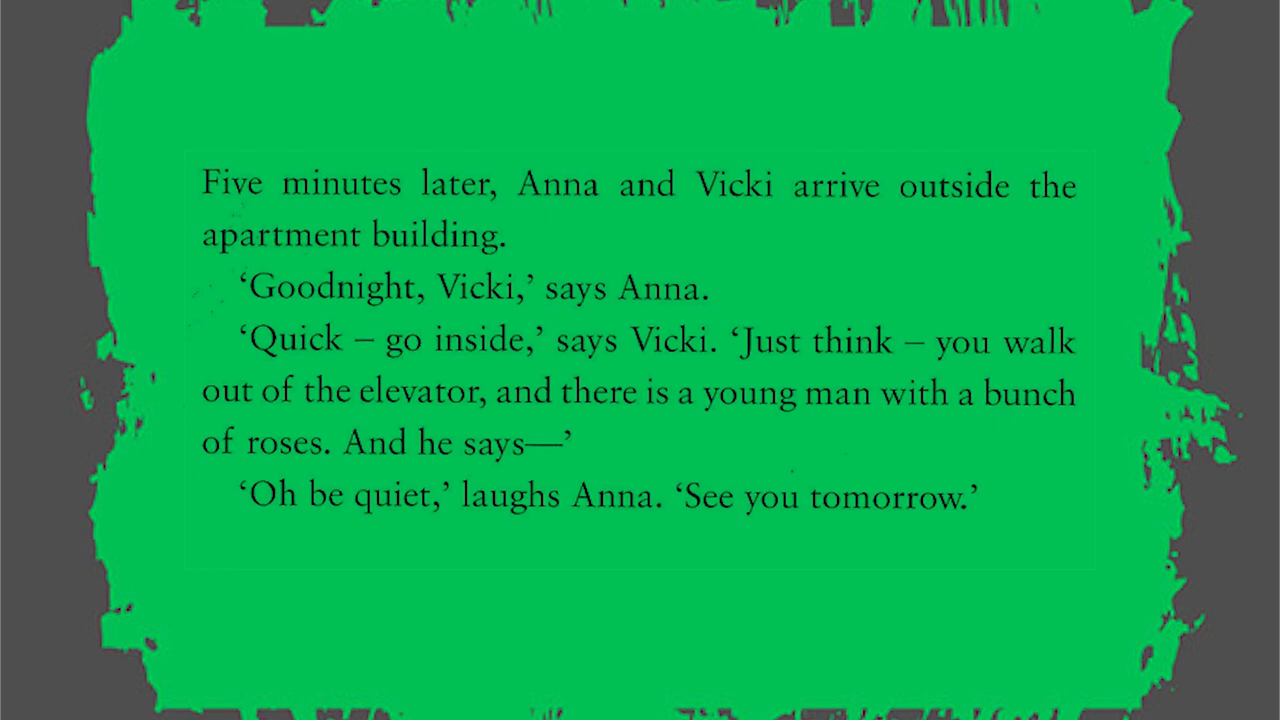 Five minutes later, Anna and Vicki arrive outside the
apartment building.
‘Goodnight, Vicki,’ says Anna.
‘Quick – go inside,’ says Vicki. ‘Just think – you walk
out of the elevator, and there is a young man with a bunch
of roses. And he says—’
‘Oh be quiet,’ laughs Anna. ‘See you tomorrow.’